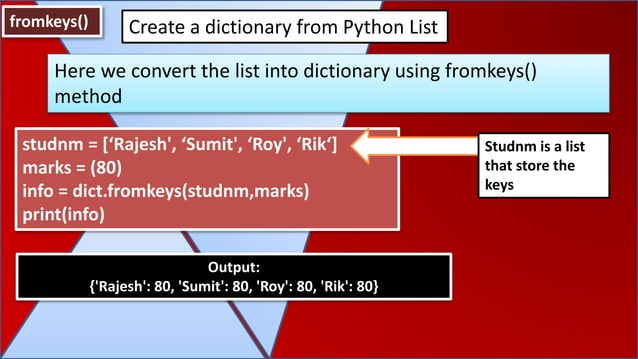 fromkeys()
Create a dictionary from Python List
Here we convert the list into dictionary using fromkeys()
method
studnm = [‘Rajesh', ‘Sumit', ‘Roy', ‘Rik‘]
marks = (80)
info = dict.fromkeys(studnm,marks)
print(info)
Studnm is a list
that store the
keys
Output:
{'Rajesh': 80, 'Sumit': 80, 'Roy': 80, 'Rik': 80}